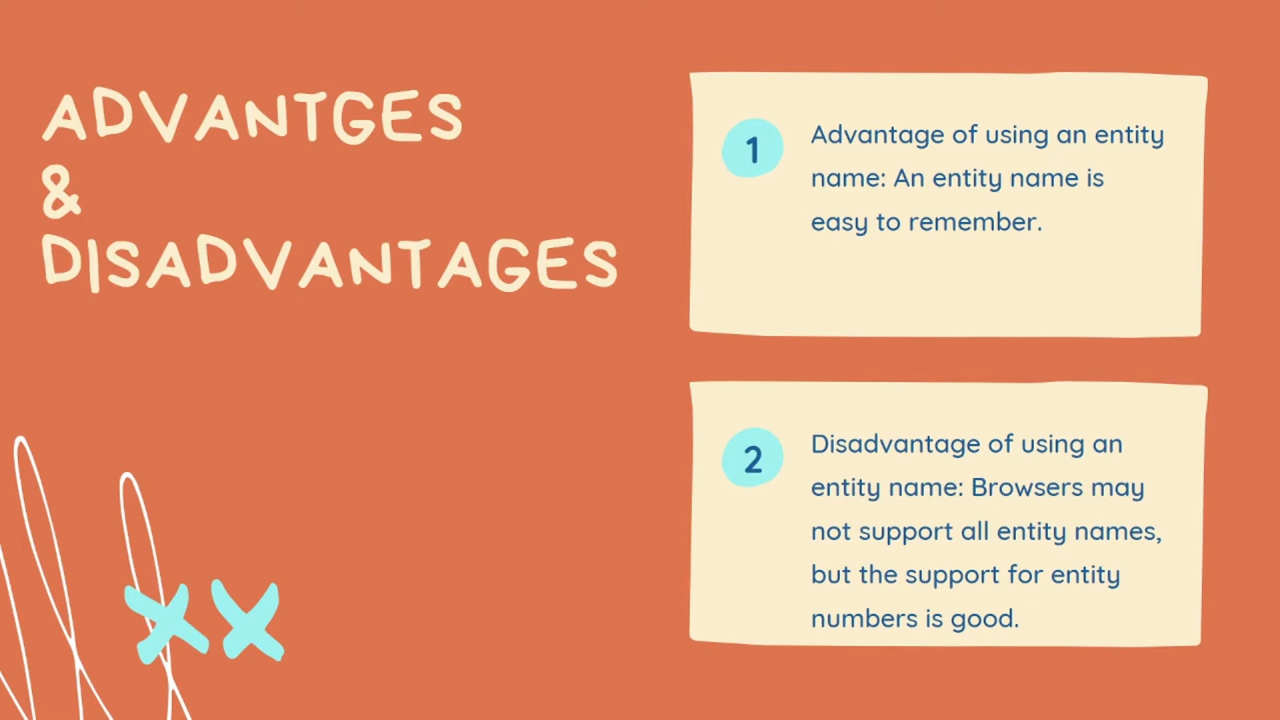 ADVANTGES
&
DISADVANTAGES
1
Advantage of using an entity
name: An entity name is
easy to remember.
2
Disadvantage of using an
entity name: Browsers may
not support all entity names,
but the support for entity
numbers is good.